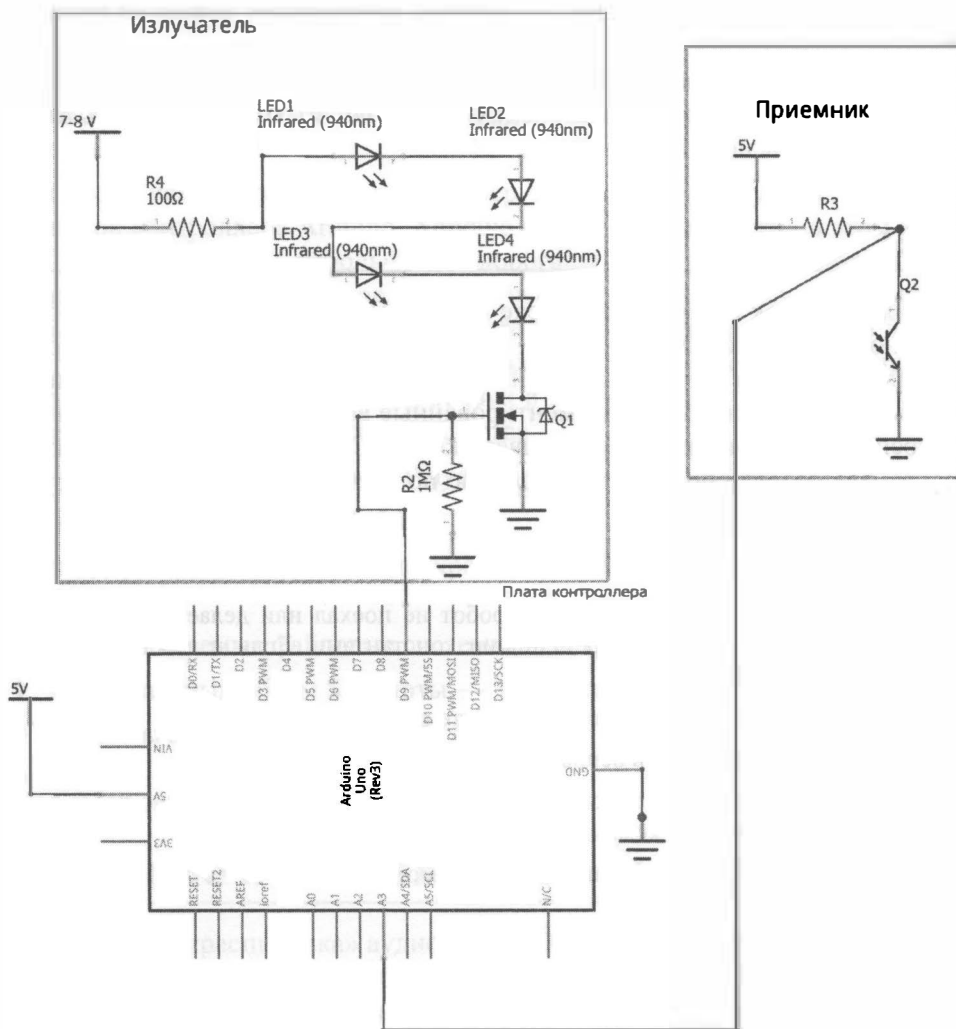 Излучатель
7-8 V
R4
100Ω
LED1
Infrared (940nm)
LED2
Infrared (940nm)
LED3
Infrared (940nm)
LED4
Infrared (940nm)
Q1
R2
1MΩ
Приемник
5V
R3
Q2
Плата контроллера
D0/RX
D1/TX
D2
D3 PWM
D4
D5 PWM
D6 PWM
D7
D8
D9 PWM
D10 PWM/SS
D11 PWM/MOSI
D12/MISO
D13/SCK
5V
VIN
5V
3V3
Arduino
Uno
(Rev3)
GND
RESET
RESET2
AREF
ioref
A0
A1
A2
A3
A4/SDA
A5/SCL
N/C